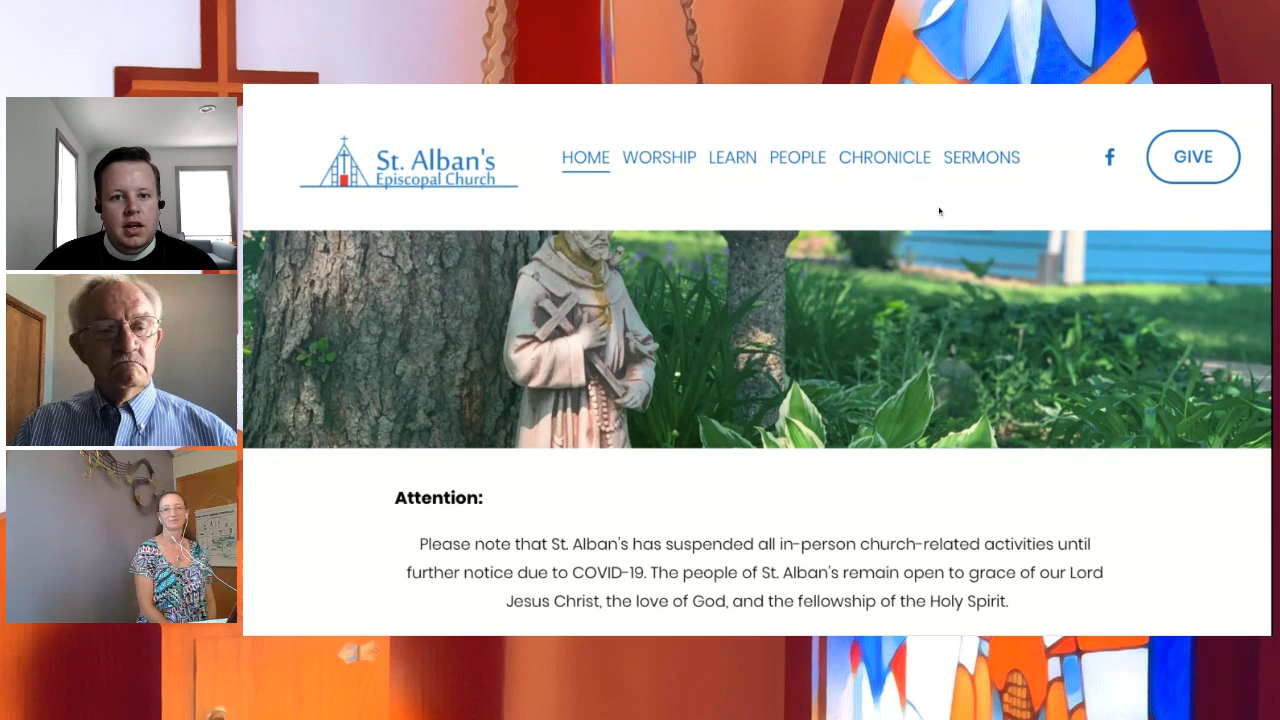 St. Alban's
Episcopal Church
HOME WORSHIP LEARN PEOPLE CHRONICLE SERMONS
f
GIVE
Attention:
Please note that St. Alban's has suspended all in-person church-related activities until
further notice due to COVID-19. The people of St. Alban's remain open to grace of our Lord
Jesus Christ, the love of God, and the fellowship of the Holy Spirit.